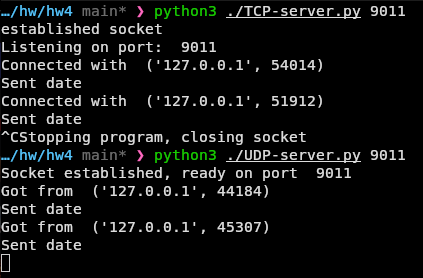 …/hw/hw4 main* ❯ python3 ./TCP-server.py 9011
established socket
Listening on port:  9011
Connected with  ('127.0.0.1', 54014)
Sent date
Connected with  ('127.0.0.1', 51912)
Sent date
^CStopping program, closing socket
…/hw/hw4 main* ❯ python3 ./UDP-server.py 9011
Socket established, ready on port  9011
Got from  ('127.0.0.1', 44184)
Sent date
Got from  ('127.0.0.1', 45307)
Sent date